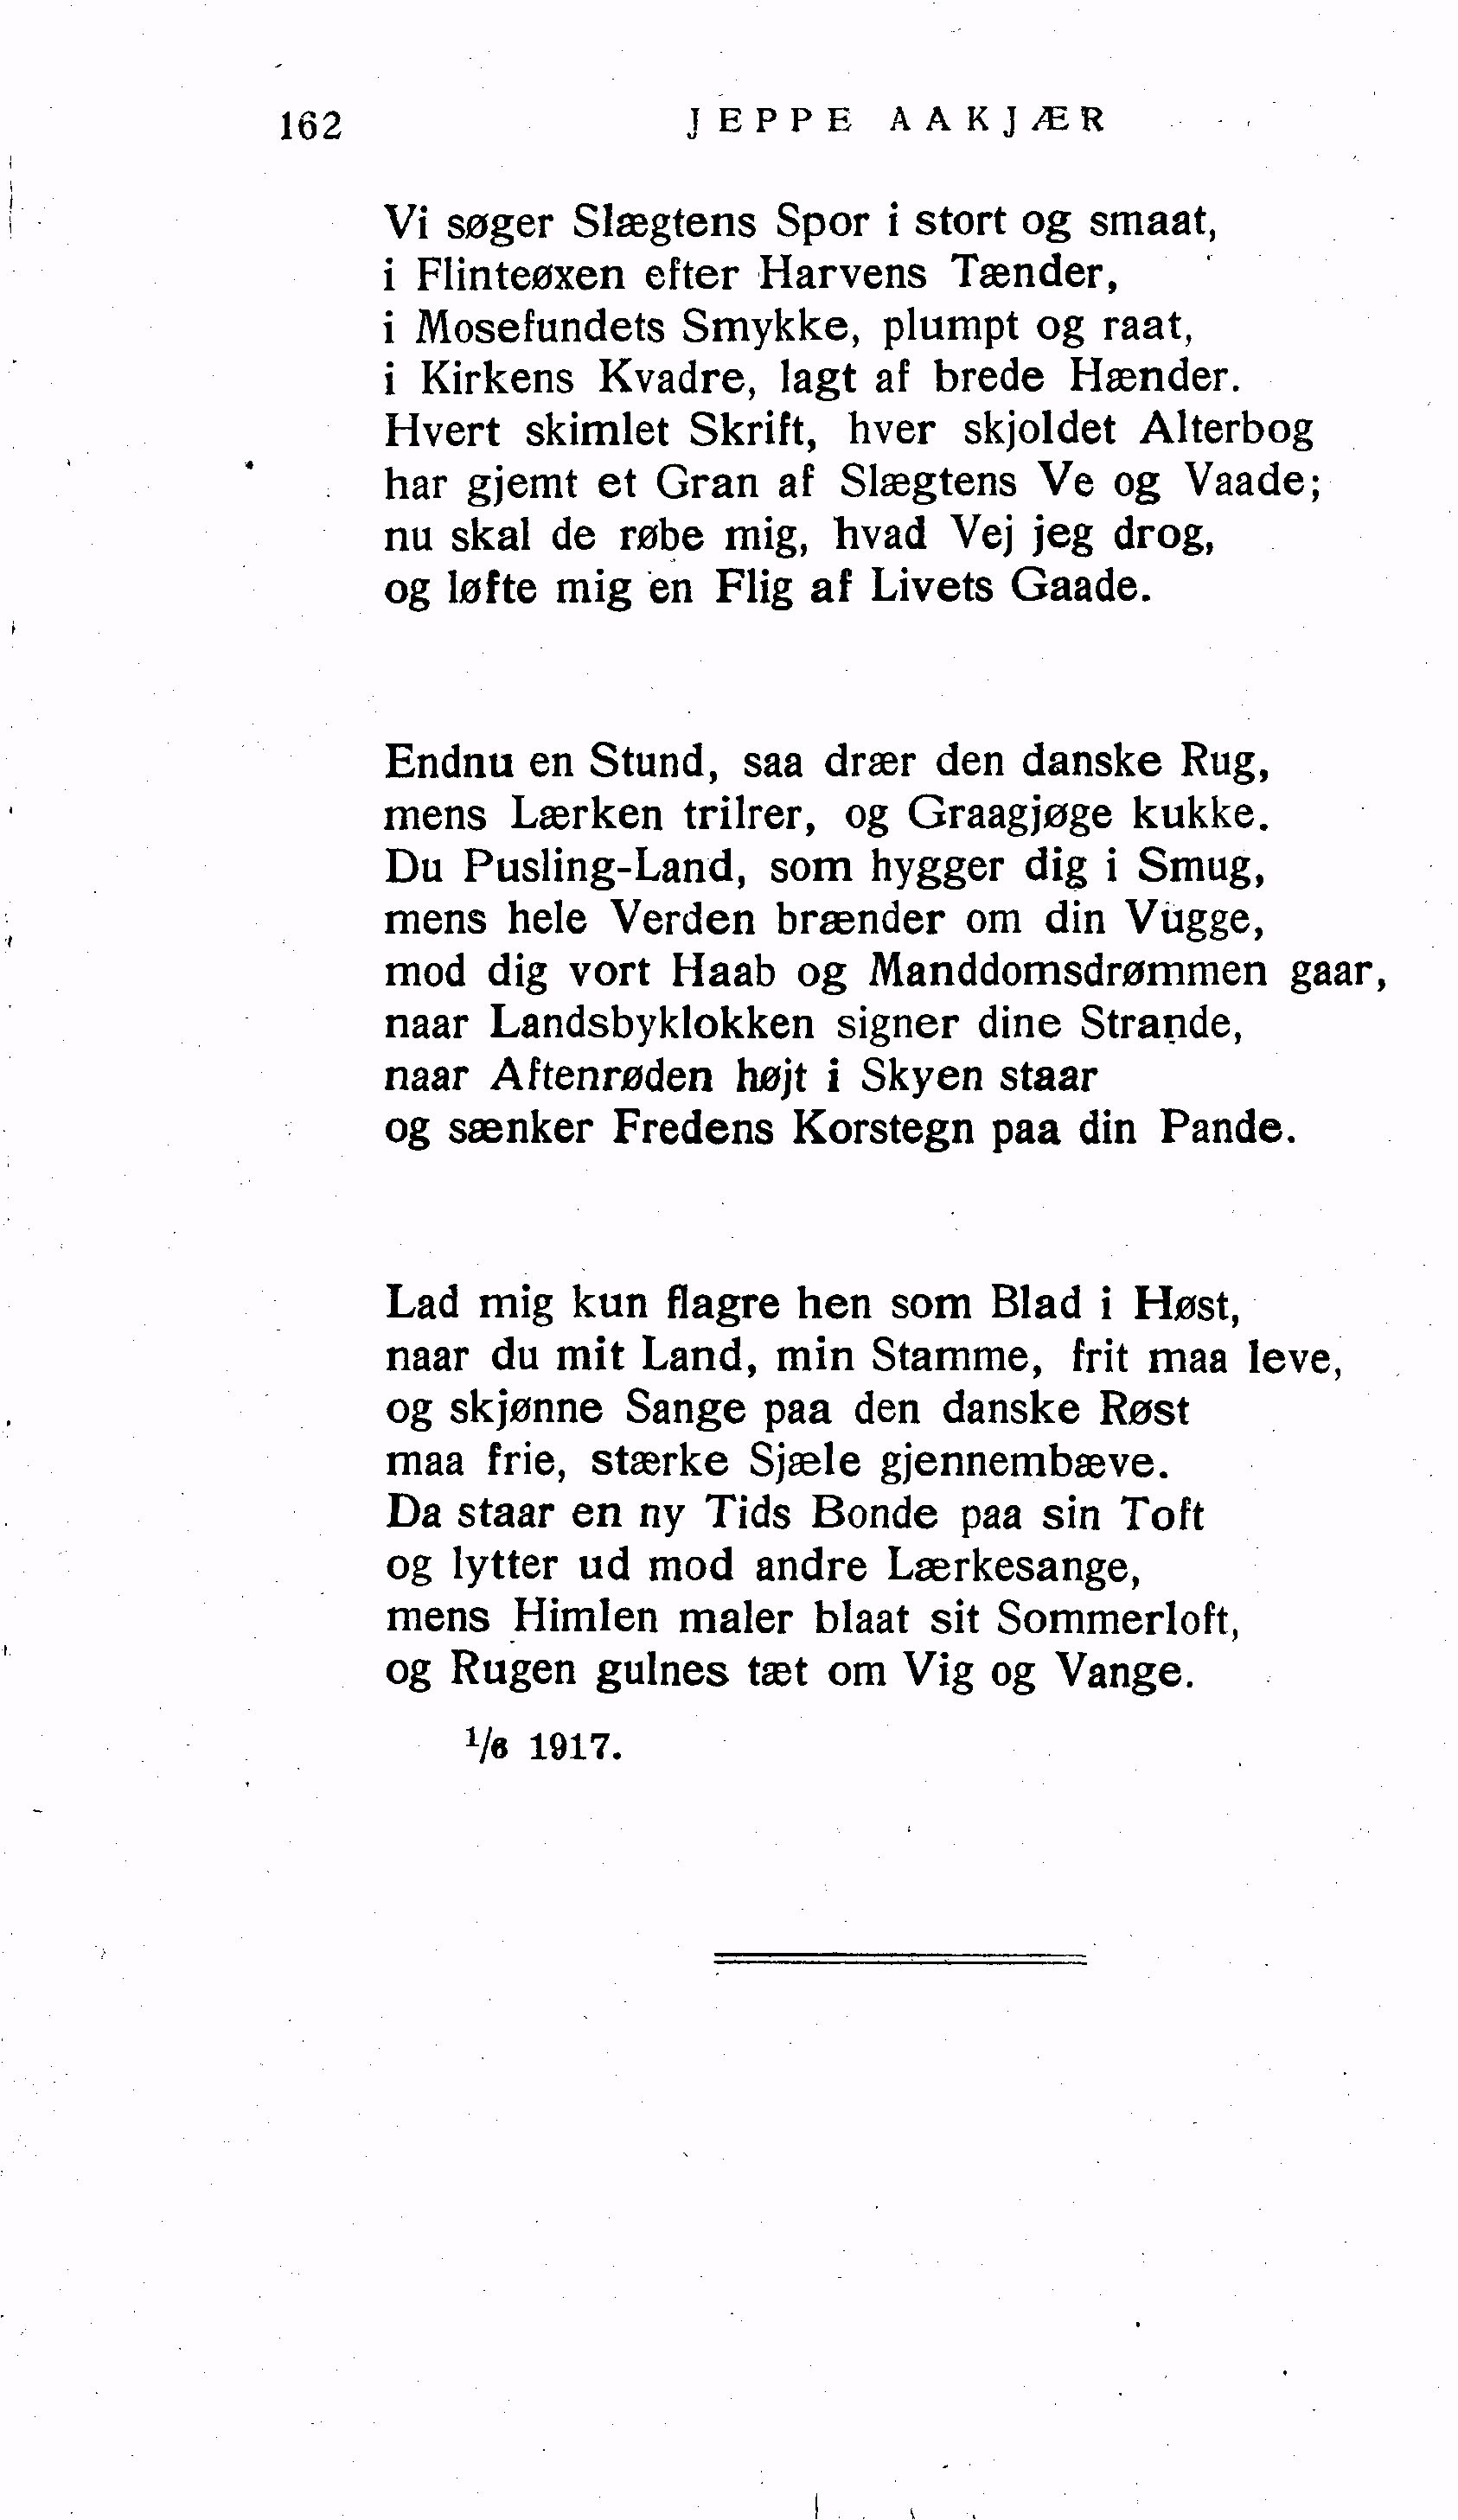 162
JEPPE AAKJÆR
Vi søger Slægtens Spor i stort og smaat,
i Flinteøxen efter Harvens Tænder,
i Mosefundets Smykke, plumpt og raat,
i Kirkens Kvadre, lagt af brede Hænder.
Hvert skimlet Skrift, hver skjoldet Alterbog
har gjemt et Gran af Slægtens Ve og Vaade;
nu skal de røbe mig, hvad Vej jeg drog,
og løfte mig en Flig af Livets Gaade.
Endnu en Stund, saa drær den danske Rug,
mens Lærken trilrer, og Graagjøge kukke.
Du Pusling-Land, som hygger dig i Smug,
mens hele Verden brænder om din Vugge,
mod dig vort Haab og Manddomsdrømmen gaar,
naar Landsbyklokken signer dine Strande,
naar Aftenrøden højt i Skyen staar
og sænker Fredens Korstegn paa din Pande.
Lad mig kun flagre hen som Blad i Høst,
naar du mit Land, min Stamme, frit maa leve,
og skjønne Sange paa den danske Røst
maa frie, stærke Sjæle gjennembæve.
Da staar en ny Tids Bonde paa sin Toft
og lytter ud mod andre Lærkesange,
mens Himlen maler blaat sit Sommerloft,
og Rugen gulnes tæt om Vig og Vange.
1/6 1917.